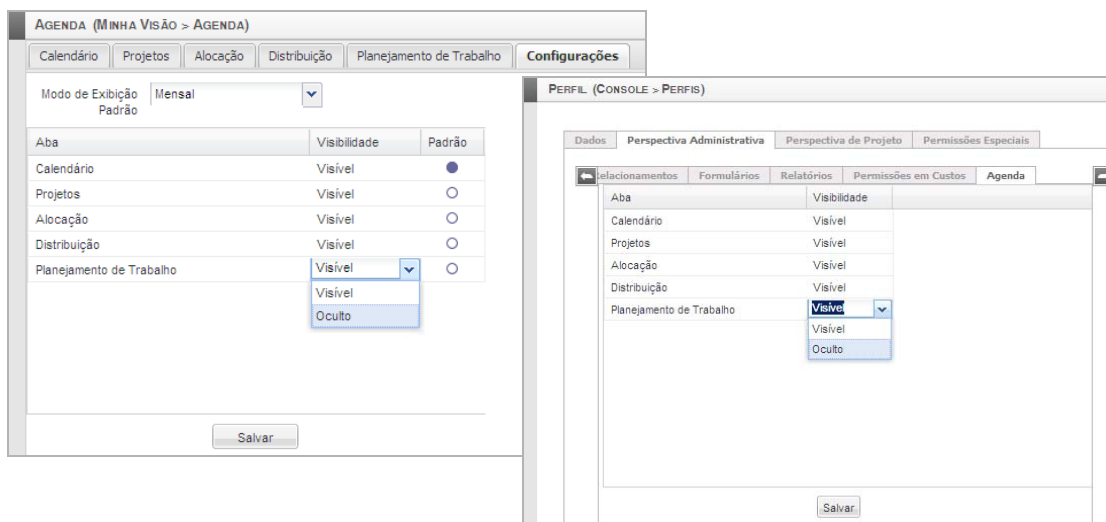 AGENDA (MINHA VISÃO > AGENDA)
Calendário Projetos Alocação Distribuição Planejamento de Trabalho Configurações
Modo de Exibição Padrão Mensal
Aba Visibilidade Padrão
Calendário Visível
Projetos Visível
Alocação Visível
Distribuição Visível
Planejamento de Trabalho Visível
Visível
Oculto
Salvar
PERFIL (CONSOLE > PERFIS)
Dados Perspectiva Administrativa Perspectiva de Projeto Permissões Especiais
elacionamentos Formulários Relatórios Permissões em Custos Agenda
Aba Visibilidade
Calendário Visível
Projetos Visível
Alocação Visível
Distribuição Visível
Planejamento de Trabalho Visível
Visível
Oculto
Salvar